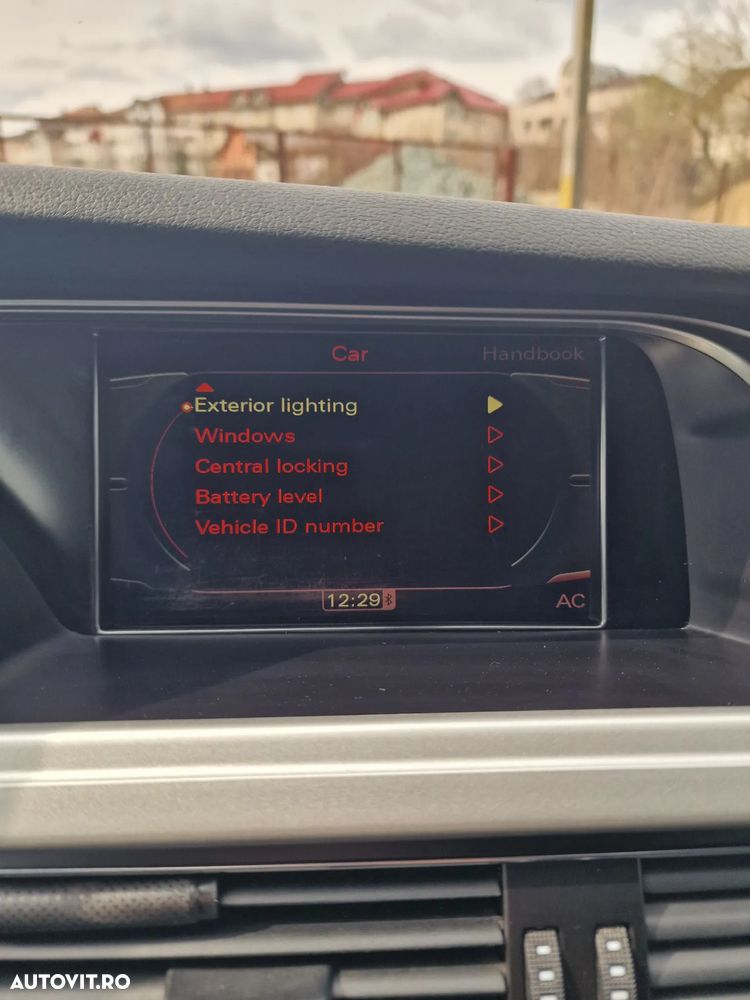 Car Handbook
Exterior lighting
Windows
Central locking
Battery level
Vehicle ID number
12:29 AC
AUTOVIT.RO